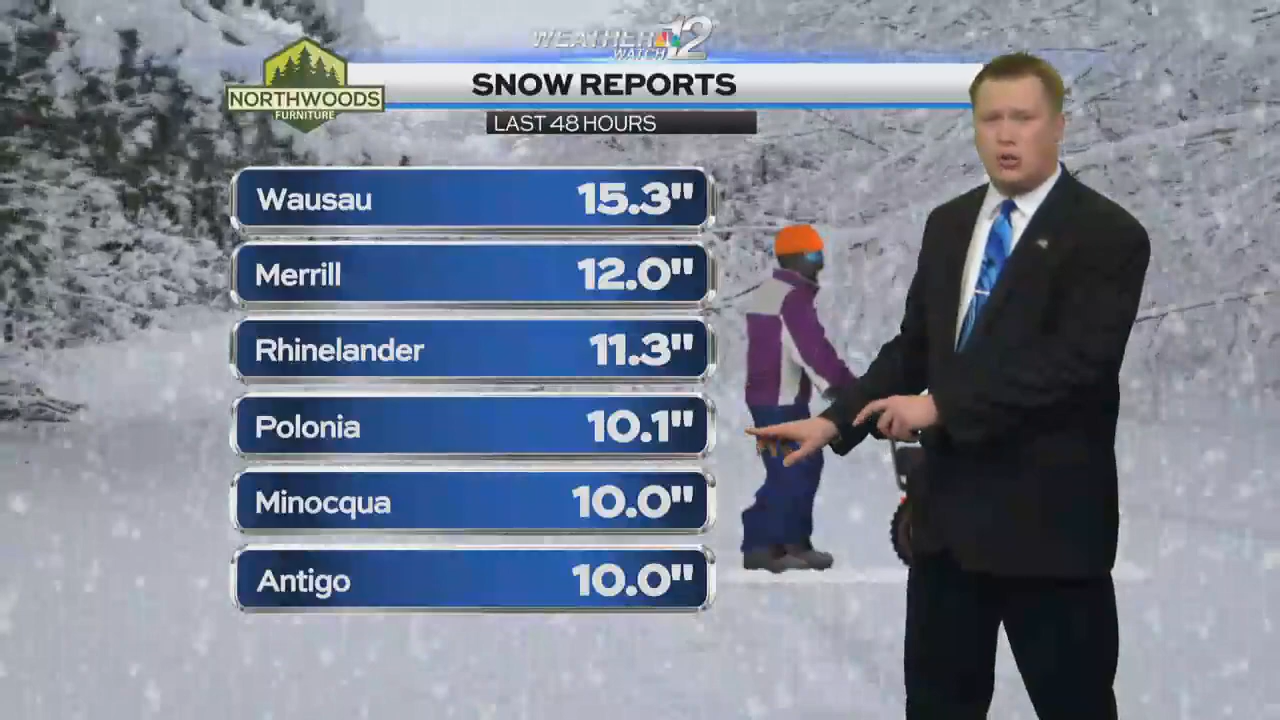 WEATHER 12
WATCH
SNOW REPORTS
NORTHWOODS
FURNITURE
LAST 48 HOURS
Wausau 15.3"
Merrill 12.0"
Rhinelander 11.3"
Polonia 10.1"
Minocqua 10.0"
Antigo 10.0"